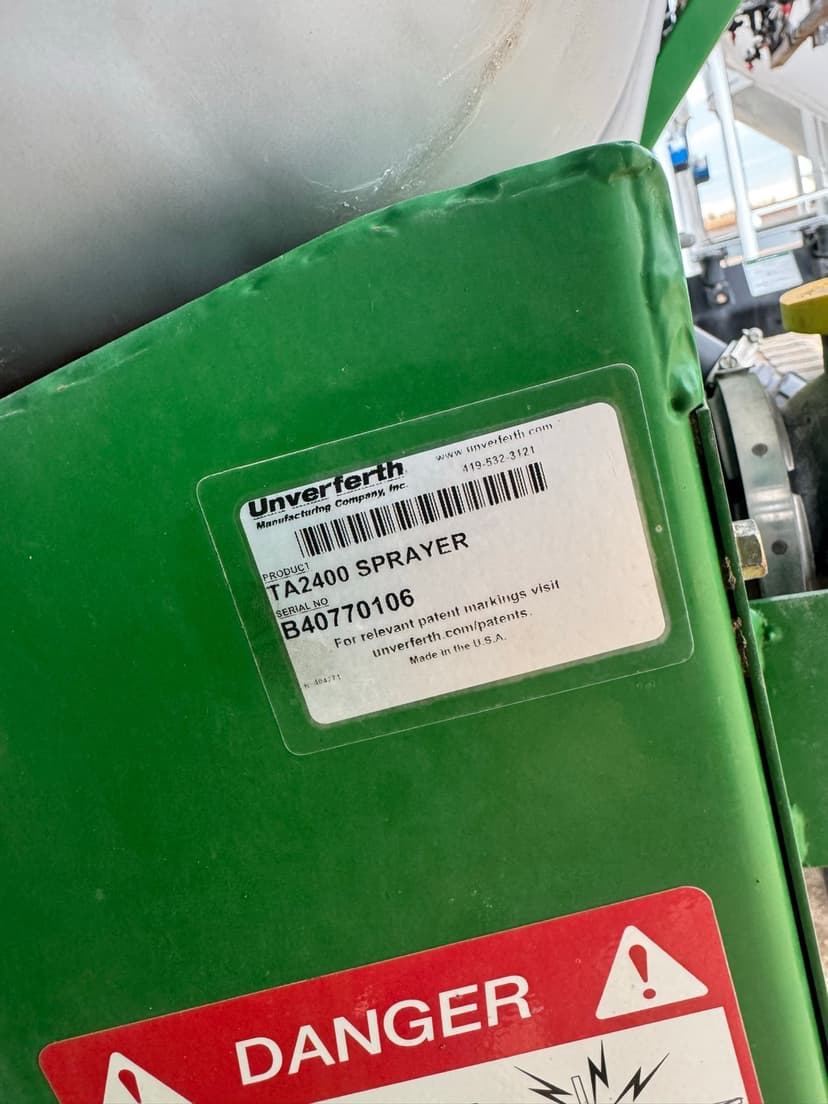 Unverferth
Manufacturing Company, Inc.
www.unverferth.com
419-532-3121
PRODUCT
TA2400 SPRAYER
SERIAL NO
B40770106
For relevant patent markings visit
unverferth.com/patents.
Made in the U.S.A.
DANGER